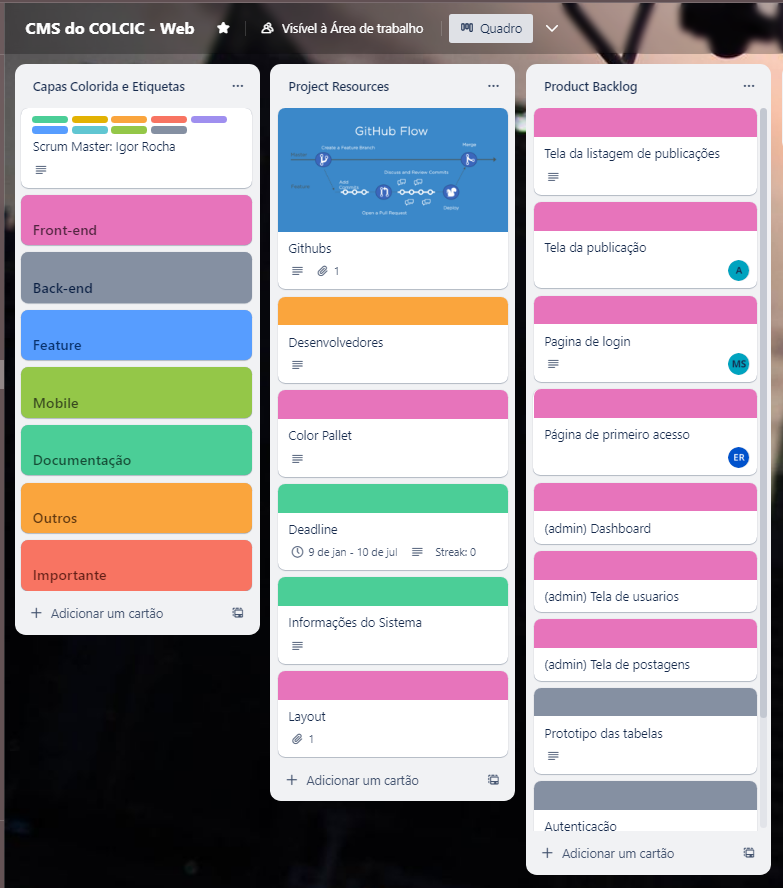 CMS do COLCIC - Web
Visível à Área de trabalho
Quadro
Capas Colorida e Etiquetas
Scrum Master: Igor Rocha
Front-end
Back-end
Feature
Mobile
Documentação
Outros
Importante
Adicionar um cartão
Project Resources
GitHub Flow
Create a Feature Branch
Merge
Master
Feature
Add Commits
Discuss and Review Commits
Open a Pull Request
Deploy
Githubs
1
Desenvolvedores
Color Pallet
Deadline
9 de jan - 10 de jul
Streak: 0
Informações do Sistema
Layout
1
Adicionar um cartão
Product Backlog
Tela da listagem de publicações
Tela da publicação
A
Pagina de login
MS
Página de primeiro acesso
ER
(admin) Dashboard
(admin) Tela de usuarios
(admin) Tela de postagens
Prototipo das tabelas
Autenticação
Adicionar um cartão